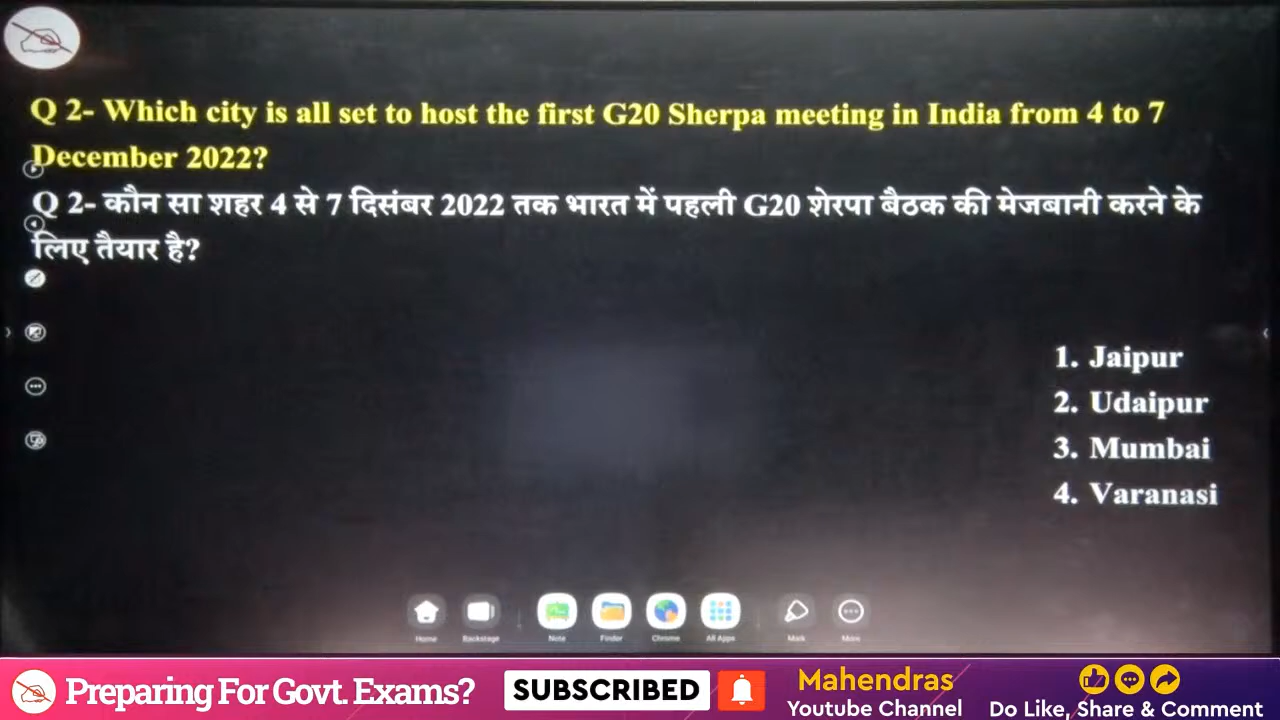 Q 2- Which city is all set to host the first G20 Sherpa meeting in India from 4 to 7
December 2022?
Q 2- कौन सा शहर 4 से 7 दिसंबर 2022 तक भारत में पहली G20 शेरपा बैठक की मेजबानी करने के
लिए तैयार है?
1. Jaipur
2. Udaipur
3. Mumbai
4. Varanasi
Home Backstage Note Finder Chrome All Apps Mark More
Preparing For Govt. Exams?
SUBSCRIBED
Mahendras
Youtube Channel
Do Like, Share & Comment